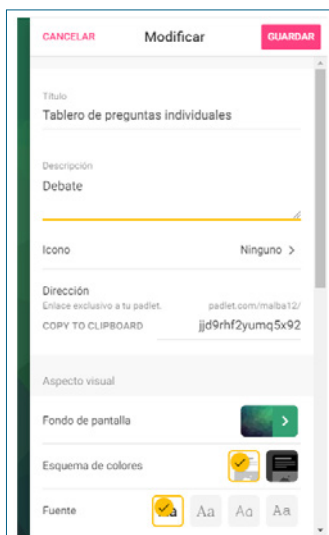 CANCELAR Modificar GUARDAR
Título
Tablero de preguntas individuales
Descripción
Debate
Icono Ninguno >
Dirección
Enlace exclusivo a tu padlet. padlet.com/malba12/
COPY TO CLIPBOARD jjd9rhf2yumq5x92
Aspecto visual
Fondo de pantalla
Esquema de colores
Fuente Aa Aa Aa Aa